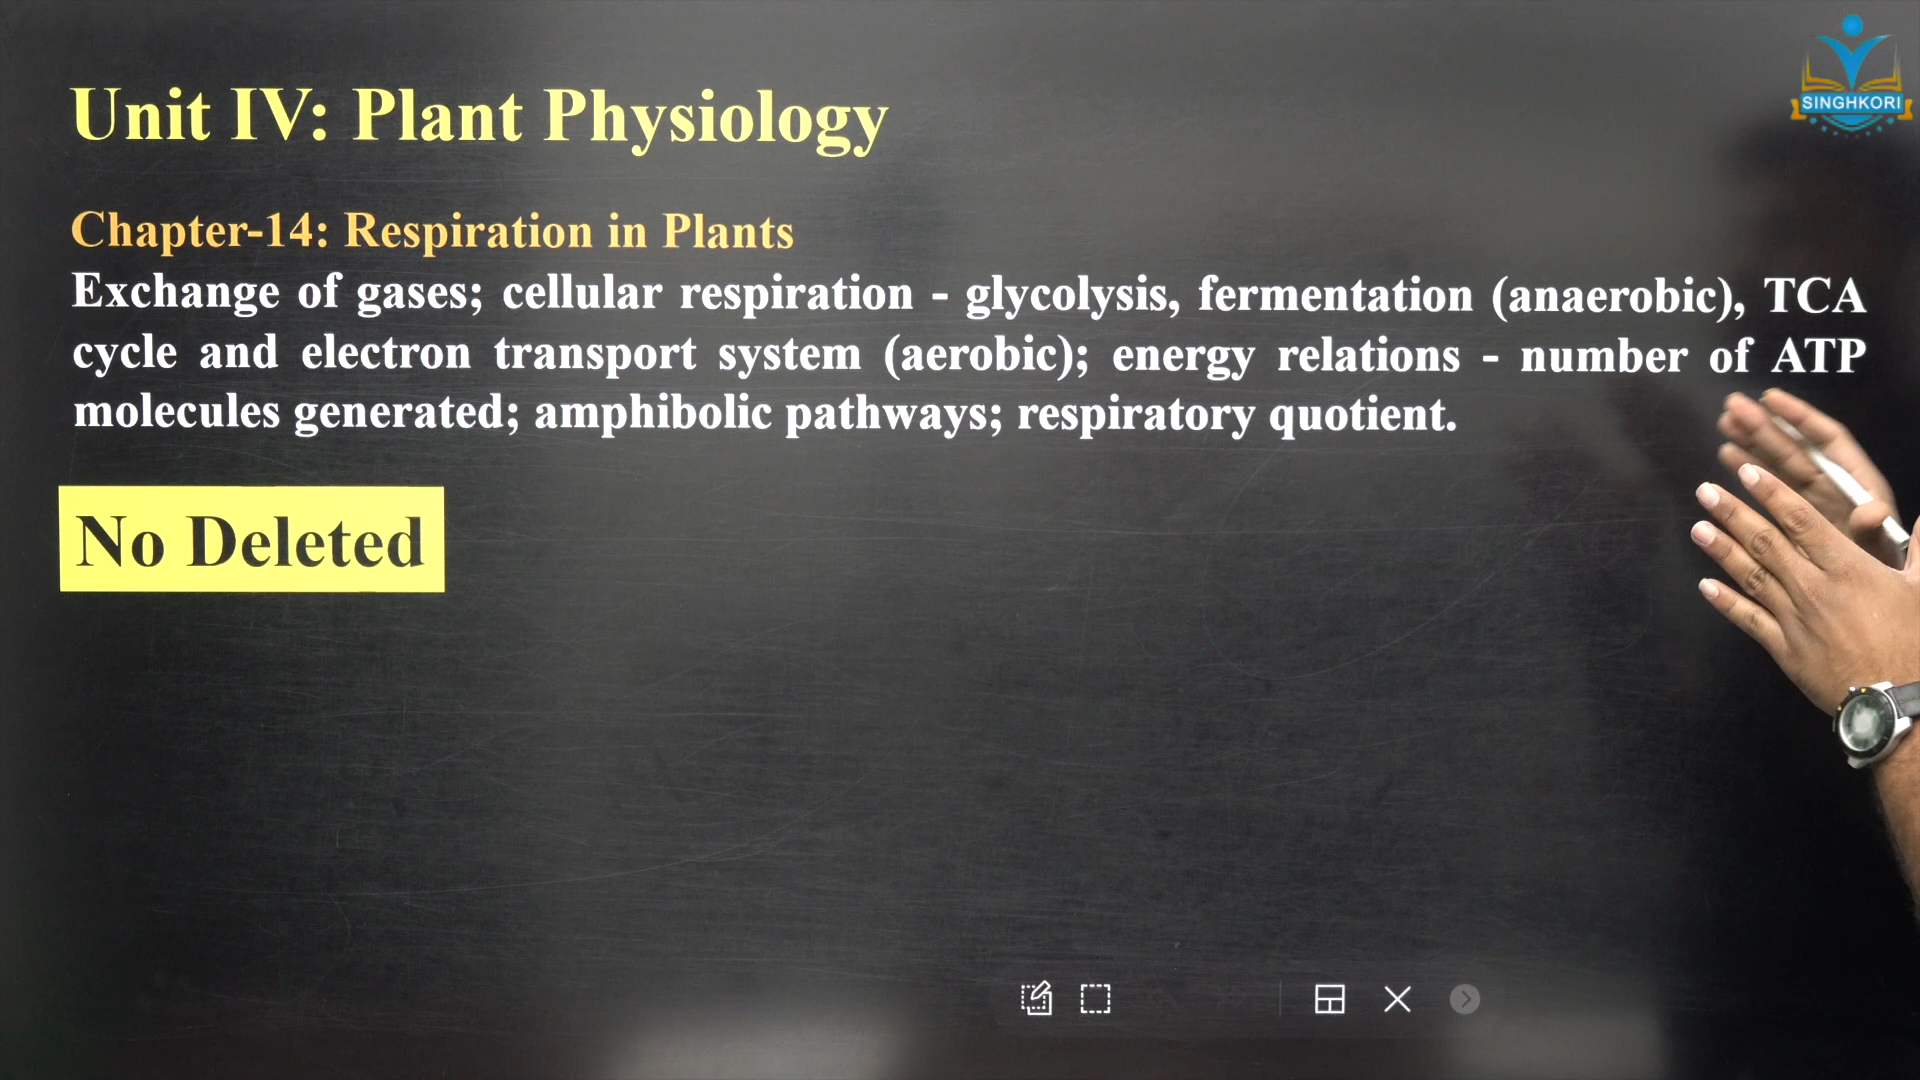 SINGHKORI
Unit IV: Plant Physiology
Chapter-14: Respiration in Plants
Exchange of gases; cellular respiration - glycolysis, fermentation (anaerobic), TCA
cycle and electron transport system (aerobic); energy relations - number of ATP
molecules generated; amphibolic pathways; respiratory quotient.
No Deleted